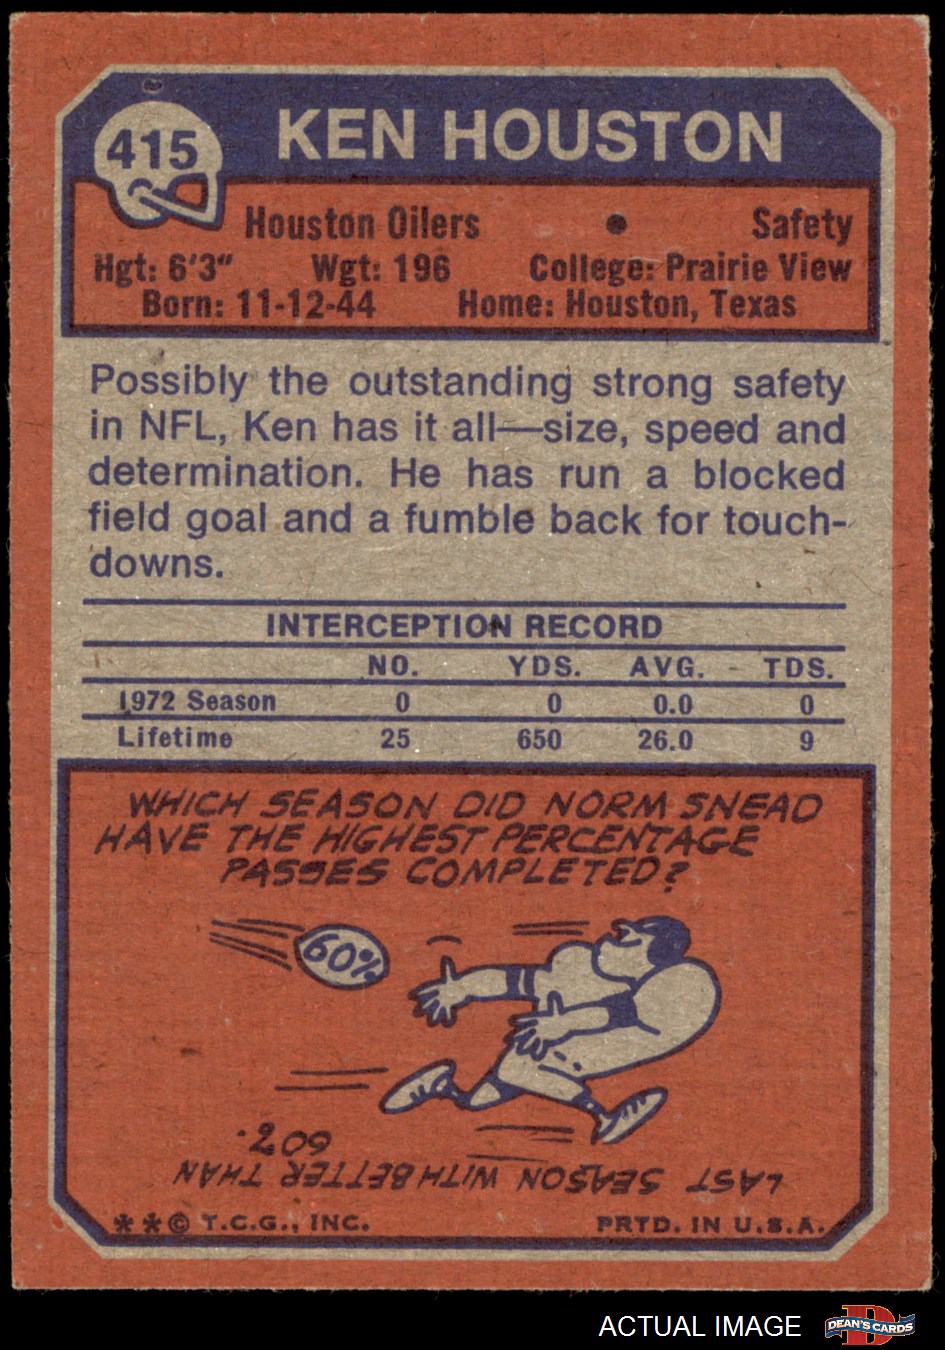 415
KEN HOUSTON
Houston Oilers • Safety
Hgt: 6'3" Wgt: 196 College: Prairie View
Born: 11-12-44 Home: Houston, Texas
Possibly the outstanding strong safety
in NFL, Ken has it all—size, speed and
determination. He has run a blocked
field goal and a fumble back for touch-
downs.
INTERCEPTION RECORD
NO. YDS. AVG. TDS.
1972 Season 0 0 0.0 0
Lifetime 25 650 26.0 9
WHICH SEASON DID NORM SNEAD
HAVE THE HIGHEST PERCENTAGE
PASSES COMPLETED?
60%
LAST SEASON WITH BETTER THAN
60%.
** © T.C.G., INC. PRTD. IN U.S.A.
ACTUAL IMAGE
DEAN'S CARDS